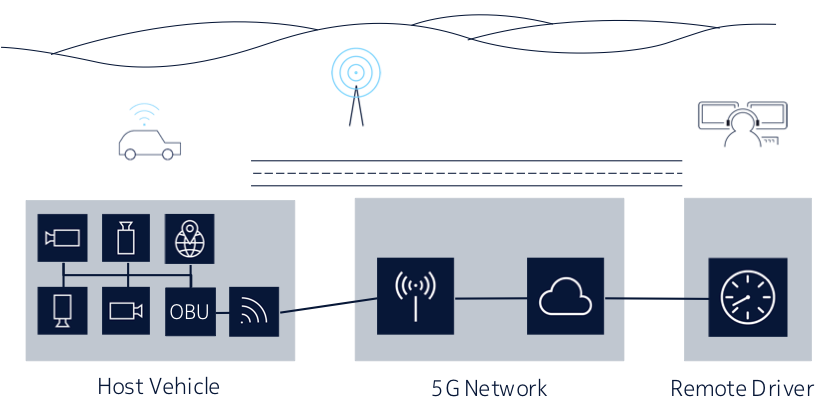 OBU
Host Vehicle
5G Network
Remote Driver